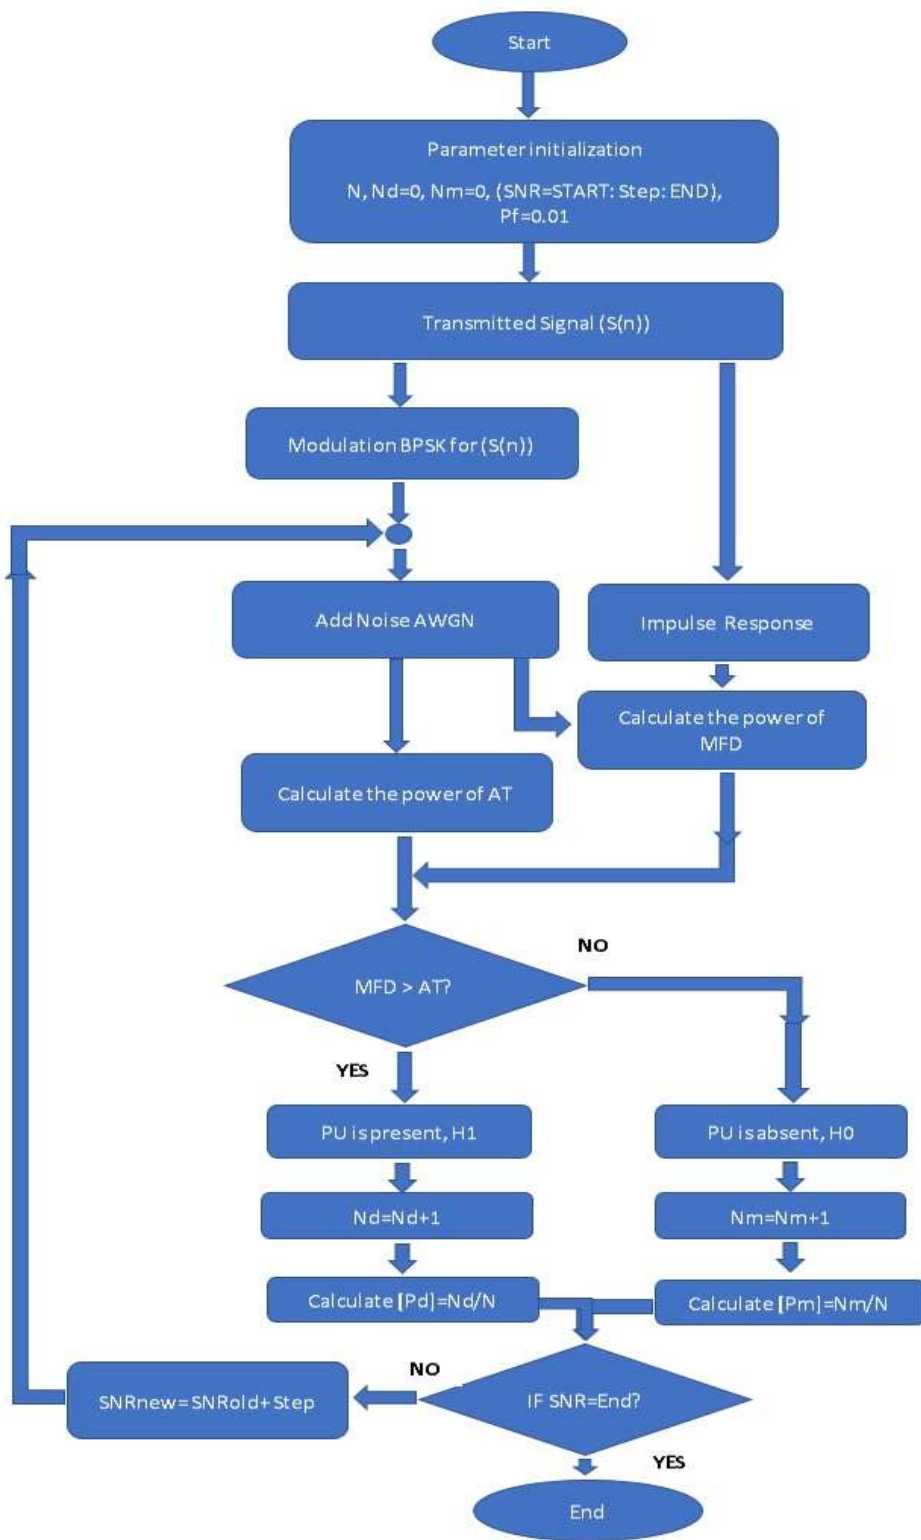 Start
Parameter initialization
N, Nd=0, Nm=0, (SNR=START: Step: END),
Pf=0.01
Transmitted Signal (S(n))
Modulation BPSK for (S(n))
Add Noise AWGN
Impulse Response
Calculate the power of
MFD
Calculate the power of AT
NO
MFD > AT?
YES
PU is present, H1
PU is absent, H0
Nd=Nd+1
Nm=Nm+1
Calculate [Pd]=Nd/N
Calculate [Pm]=Nm/N
NO
SNRnew=SNRold+Step
IF SNR=End?
YES
End